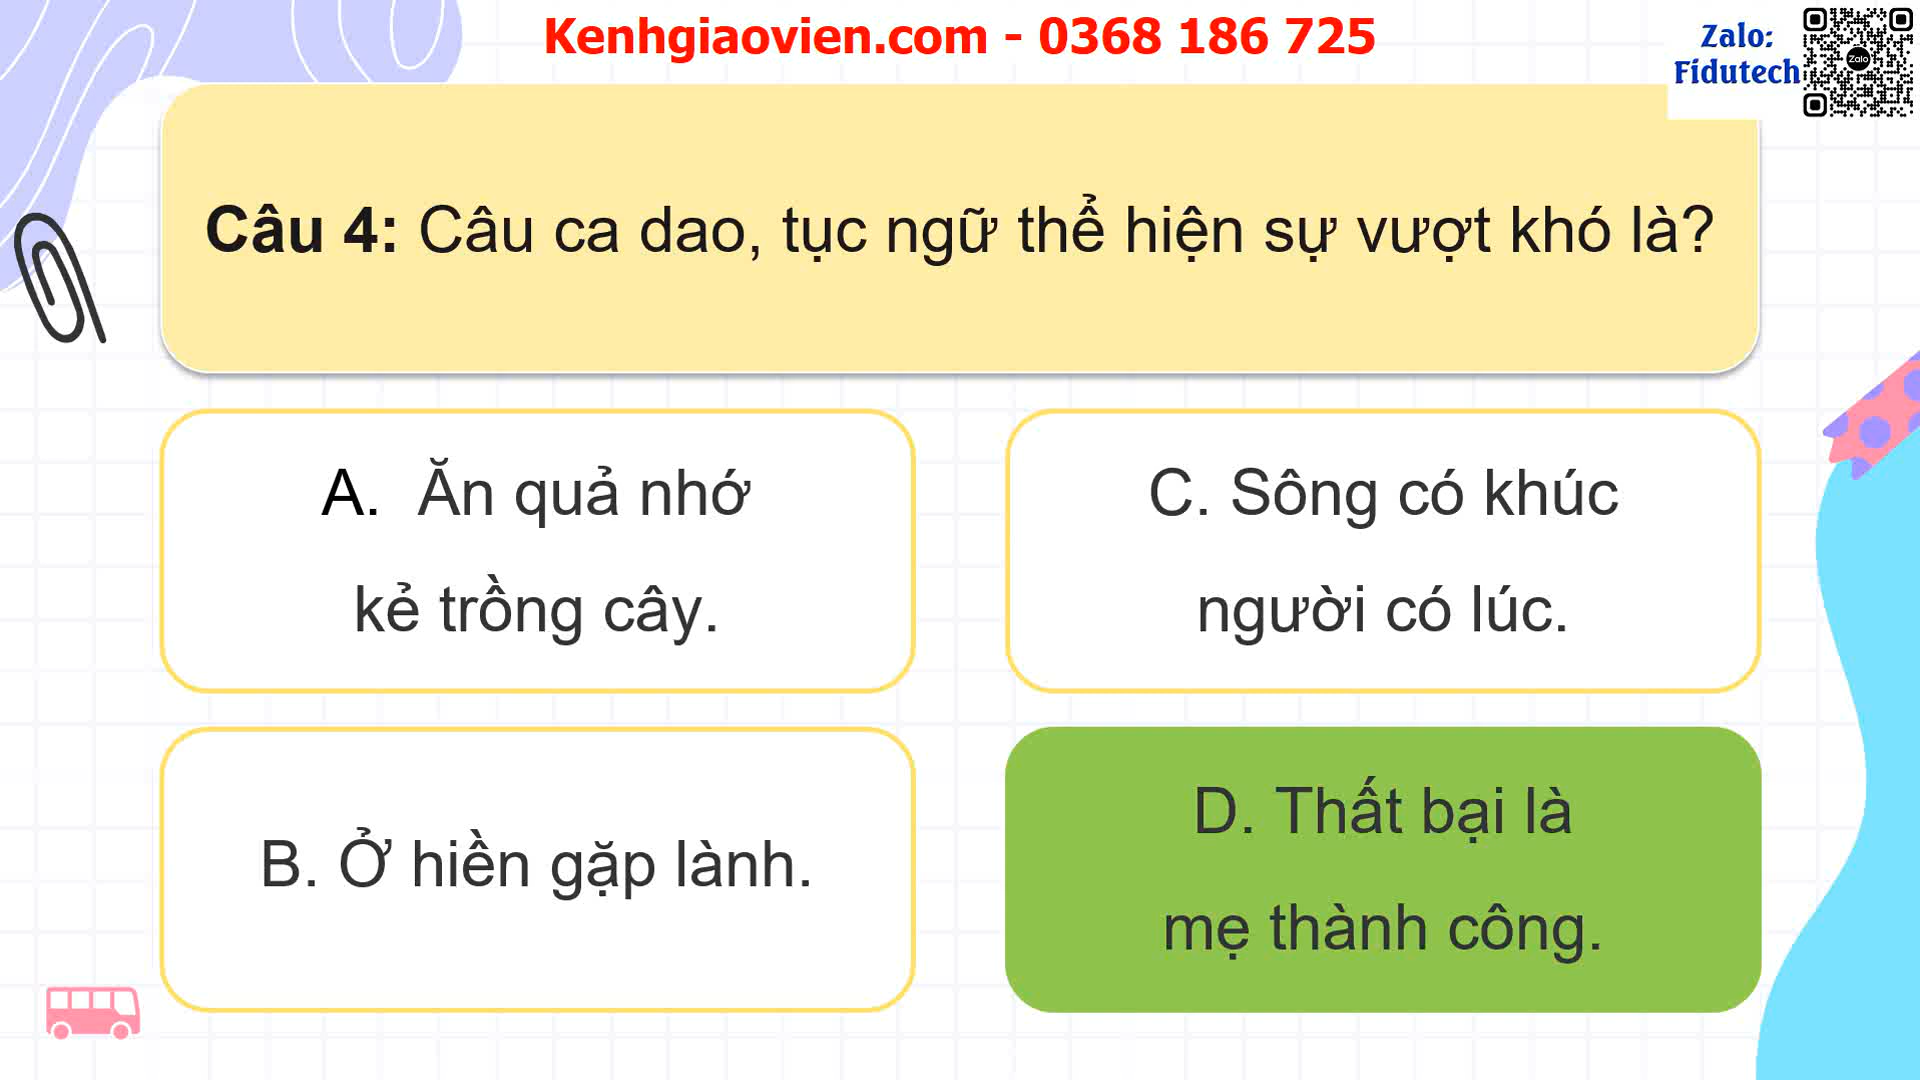 Kenhgiaovien.com - 0368 186 725
Zalo:
Fidutech
Zalo
Câu 4: Câu ca dao, tục ngữ thể hiện sự vượt khó là?
A. Ăn quả nhớ
kẻ trồng cây.
C. Sông có khúc
người có lúc.
B. Ở hiền gặp lành.
D. Thất bại là
mẹ thành công.